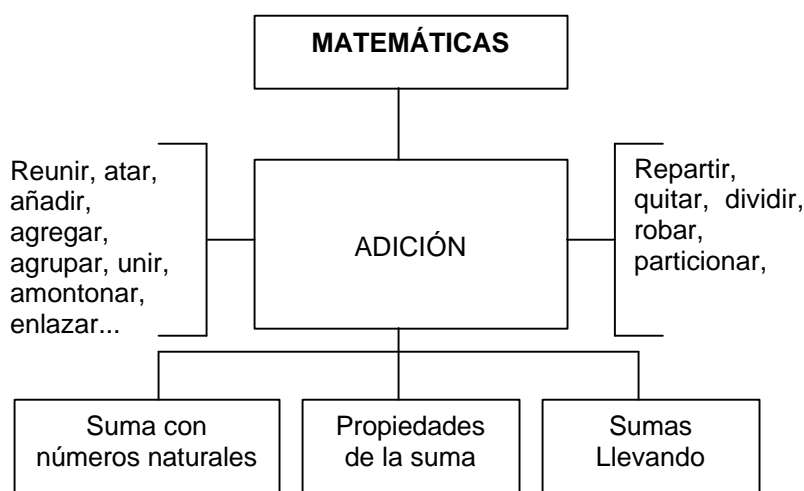 MATEMÁTICAS
Reunir, atar,
añadir,
agregar,
agrupar, unir,
amontonar,
enlazar...
ADICIÓN
Repartir,
quitar, dividir,
robar,
particionar,
Suma con
números naturales
Propiedades
de la suma
Sumas
Llevando